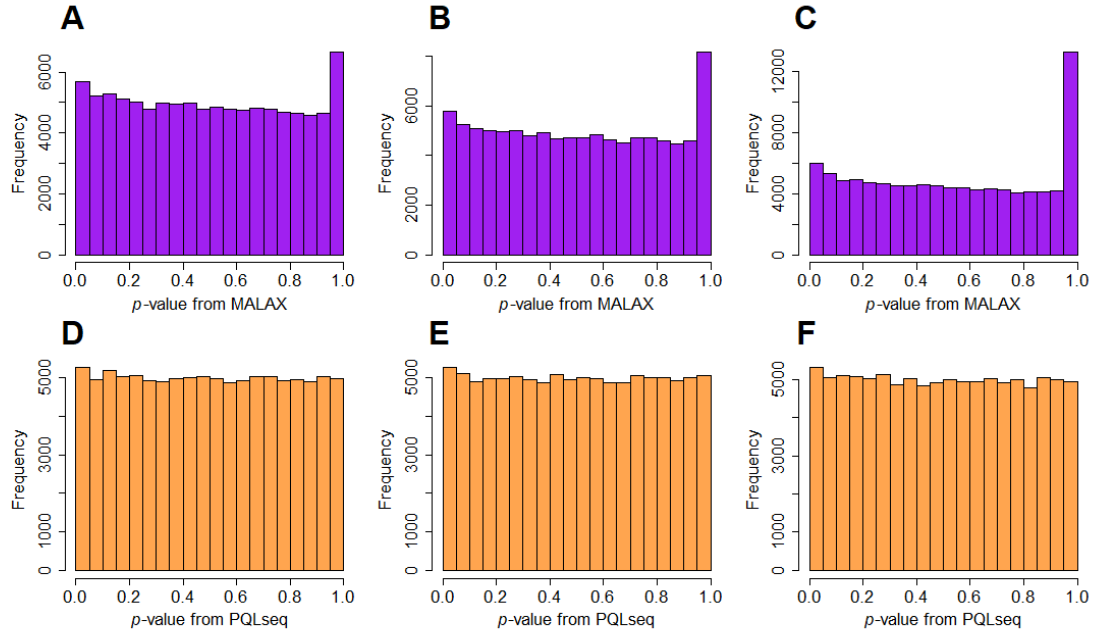 A
B
C
Frequency
6000
4000
2000
0
0.0 0.2 0.4 0.6 0.8 1.0
p-value from MALAX
Frequency
6000
2000
0
0.0 0.2 0.4 0.6 0.8 1.0
p-value from MALAX
Frequency
12000
8000
4000
0
0.0 0.2 0.4 0.6 0.8 1.0
p-value from MALAX
D
E
F
Frequency
5000
3000
1000
0
0.0 0.2 0.4 0.6 0.8 1.0
p-value from PQLseq
Frequency
5000
3000
1000
0
0.0 0.2 0.4 0.6 0.8 1.0
p-value from PQLseq
Frequency
5000
3000
1000
0
0.0 0.2 0.4 0.6 0.8 1.0
p-value from PQLseq